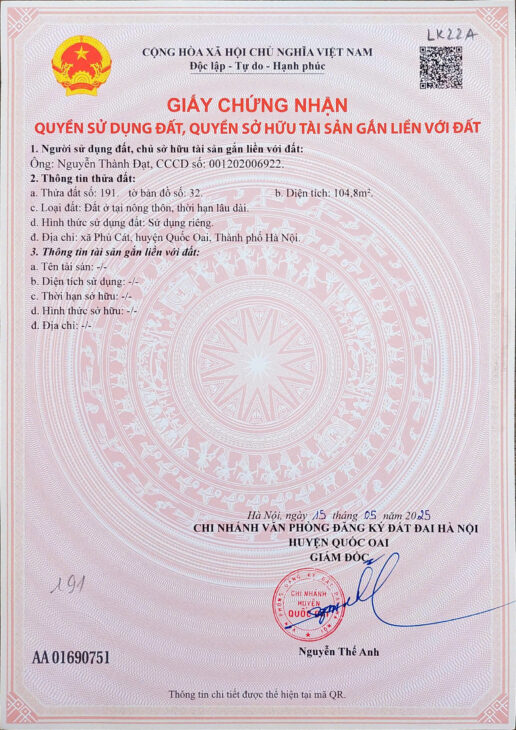 LK22A
CỘNG HÒA XÃ HỘI CHỦ NGHĨA VIỆT NAM
Độc lập - Tự do - Hạnh phúc
GIẤY CHỨNG NHẬN
QUYỀN SỬ DỤNG ĐẤT, QUYỀN SỞ HỮU TÀI SẢN GẮN LIỀN VỚI ĐẤT
1. Người sử dụng đất, chủ sở hữu tài sản gắn liền với đất:
Ông: Nguyễn Thành Đạt, CCCD số: 001202006922.
2. Thông tin thửa đất:
a. Thửa đất số: 191. tờ bản đồ số: 32. b. Diện tích: 104,8m².
c. Loại đất: Đất ở tại nông thôn, thời hạn lâu dài.
d. Hình thức sử dụng đất: Sử dụng riêng.
đ. Địa chỉ: xã Phú Cát, huyện Quốc Oai, Thành phố Hà Nội.
3. Thông tin tài sản gắn liền với đất:
a. Tên tài sản: -/-
b. Diện tích sử dụng: -/-
c. Thời hạn sở hữu: -/-
d. Hình thức sở hữu: -/-
đ. Địa chỉ: -/-
Hà Nội, ngày 15 tháng 05 năm 2025
CHI NHÁNH VĂN PHÒNG ĐĂNG KÝ ĐẤT ĐAI HÀ NỘI
HUYỆN QUỐC OAI
GIÁM ĐỐC
CHI NHÁNH
HUYỆN
QUỐC OAI
191
Nguyễn Thế Anh
AA 01690751
Thông tin chi tiết được thể hiện tại mã QR.